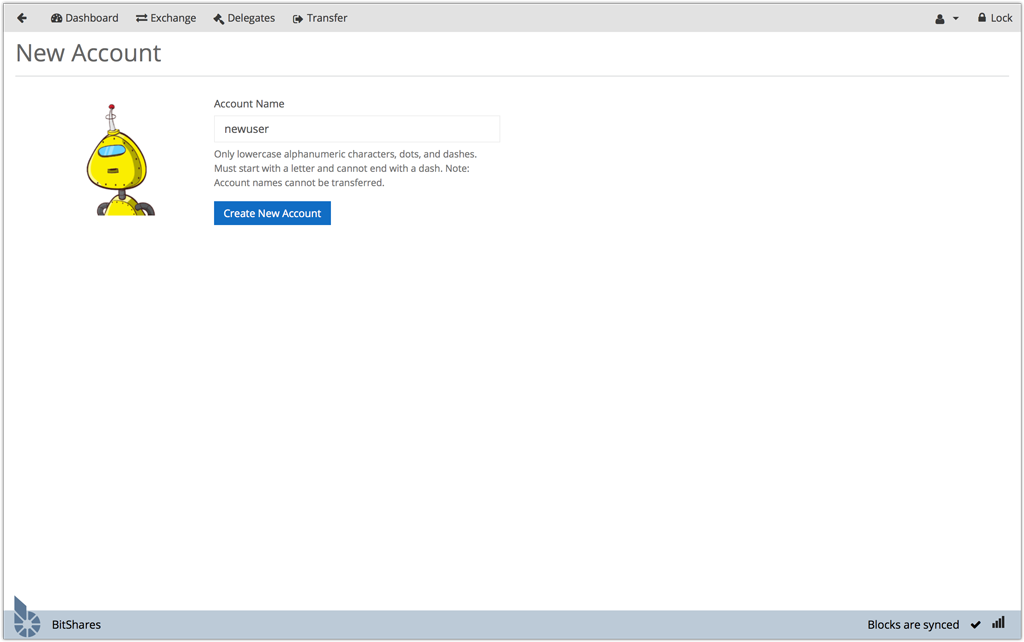 Dashboard Exchange Delegates Transfer Lock
New Account
Account Name
newuser
Only lowercase alphanumeric characters, dots, and dashes.
Must start with a letter and cannot end with a dash. Note:
Account names cannot be transferred.
Create New Account
BitShares Blocks are synced